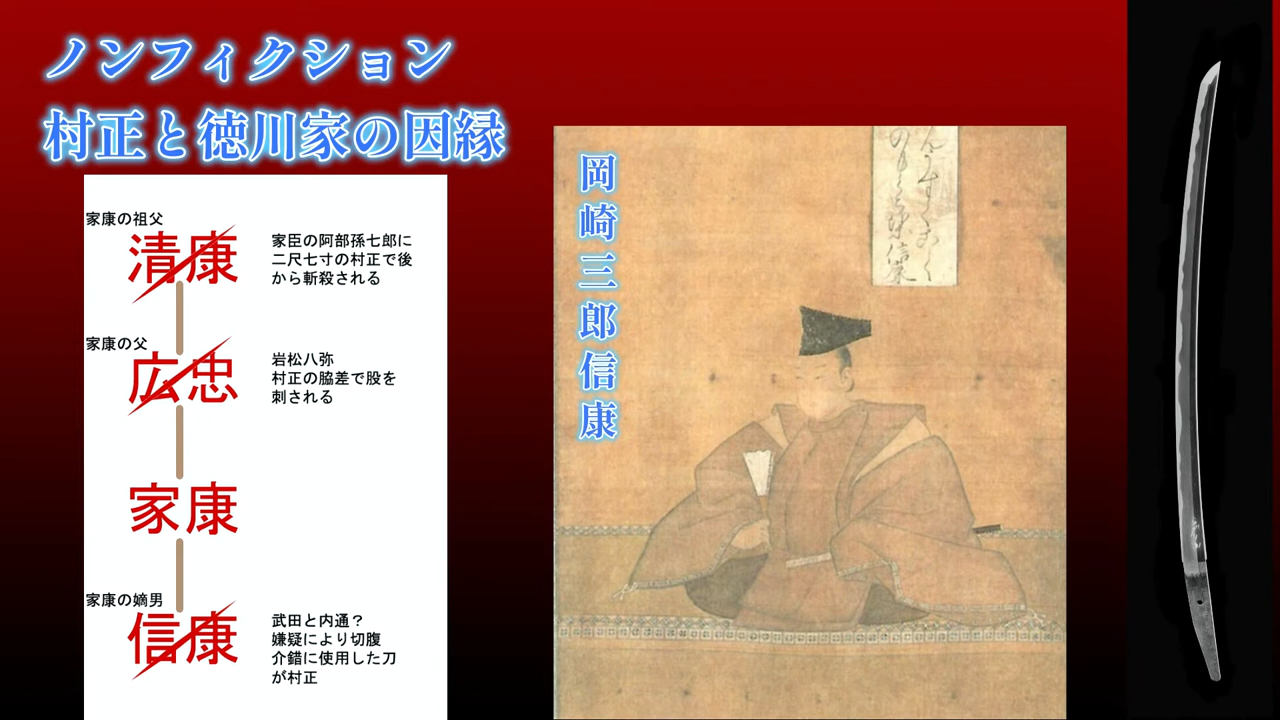 ノンフィクション
村正と徳川家の因縁
家康の祖父
清康
家臣の阿部孫七郎に
二尺七寸の村正で後
から斬殺される
家康の父
広忠
岩松八弥
村正の脇差で股を
刺される
家康
家康の嫡男
信康
武田と内通？
嫌疑により切腹
介錯に使用した刀
が村正
岡崎三郎信康